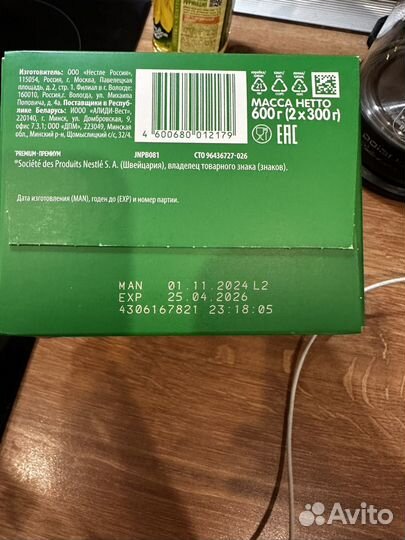 Изготовитель: ООО «Нестле Россия»,
115054, Россия, г. Москва, Павелецкая
площадь, д.2, стр. 1. Филиал в г. Вологде:
160010, Россия,г. Вологда, ул. Михаила
Поповича, д. 4а. Поставщики в Респуб-
лике Беларусь: ИООО «АЛИДИ-Вест»,
220140, г. Минск, ул. Домбровская, 9,
офис 7.3.1; ООО «ДПМ», 223049, Минская
обл., Минский р-н, Щомыслицкий с/с, 32/4.
4 600680 012179
МАССА НЕТТО
600 г (2 x 300 г)
EAC
PREMIUM-ПРЕМИУМ JNPB081 СТО 96436727-026
*Société des Produits Nestlé S. A. (Швейцария), владелец товарного знака (знаков).
Дата изготовления (MAN), годен до (EXP) и номер партии.
MAN 01.11.2024 L2
EXP 25.04.2026
4306167821 23:18:05
Avito